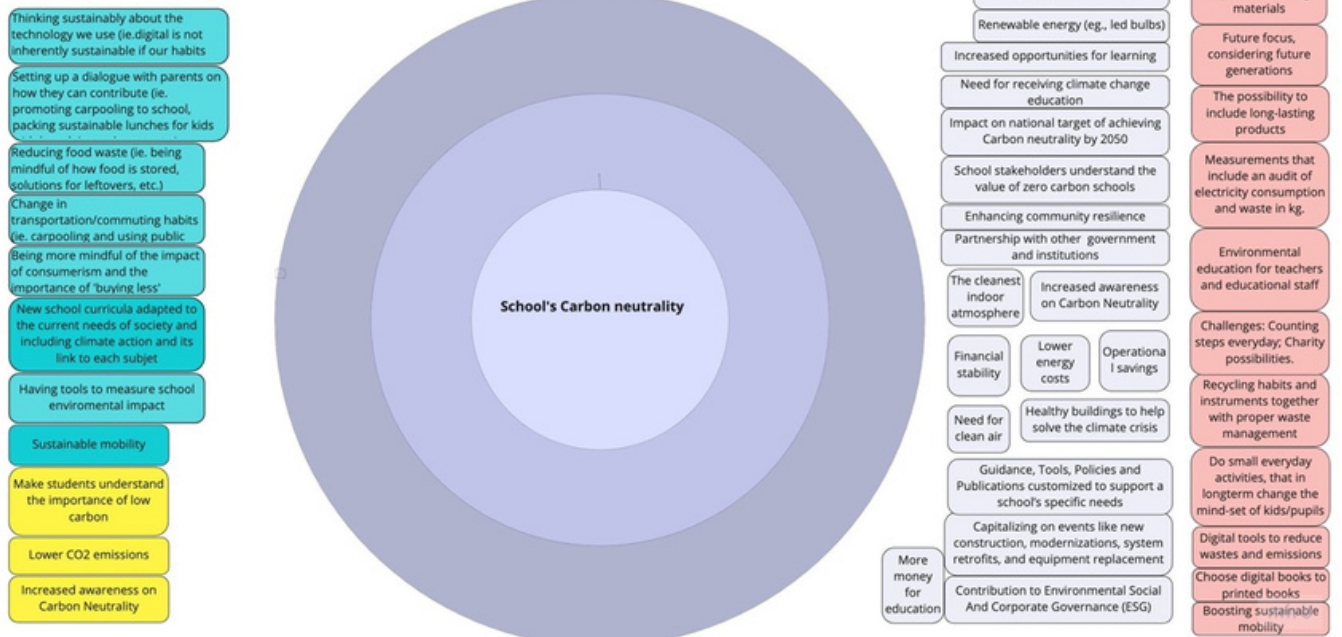 Thinking sustainably about the
technology we use (ie.digital is not
inherently sustainable if our habits
Setting up a dialogue with parents on
how they can contribute (ie.
promoting carpooling to school,
packing sustainable lunches for kids
Reducing food waste (ie. being
mindful of how food is stored,
solutions for leftovers, etc.)
Change in
transportation/commuting habits
(ie. carpooling and using public
Being more mindful of the impact
of consumerism and the
importance of 'buying less'
New school curricula adapted to
the current needs of society and
including climate action and its
link to each subjet
Having tools to measure school
enviromental impact
Sustainable mobility
Make students understand
the importance of low
carbon
Lower CO2 emissions
Increased awareness on
Carbon Neutrality
School's Carbon neutrality
Renewable energy (eg., led bulbs)
Increased opportunities for learning
Need for receiving climate change
education
Impact on national target of achieving
Carbon neutrality by 2050
School stakeholders understand the
value of zero carbon schools
Enhancing community resilience
Partnership with other government
and institutions
The cleanest
indoor
atmosphere
Increased awareness
on Carbon Neutrality
Financial
stability
Lower
energy
costs
Operationa
l savings
Need for
clean air
Healthy buildings to help
solve the climate crisis
Guidance, Tools, Policies and
Publications customized to support a
school's specific needs
Capitalizing on events like new
construction, modernizations, system
retrofits, and equipment replacement
More
money
for
education
Contribution to Environmental Social
And Corporate Governance (ESG)
materials
Future focus,
considering future
generations
The possibility to
include long-lasting
products
Measurements that
include an audit of
electricity consumption
and waste in kg.
Environmental
education for teachers
and educational staff
Challenges: Counting
steps everyday; Charity
possibilities.
Recycling habits and
instruments together
with proper waste
management
Do small everyday
activities, that in
longterm change the
mind-set of kids/pupils
Digital tools to reduce
wastes and emissions
Choose digital books to
printed books
Boosting sustainable
mobility